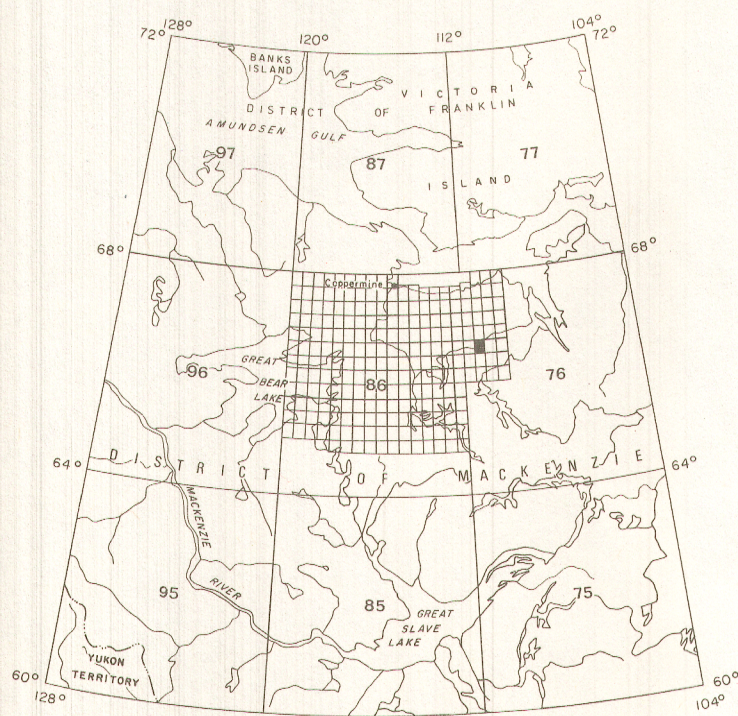 128°
72°
120°
112°
104°
72°
BANKS
ISLAND
VICTORIA
DISTRICT OF FRANKLIN
AMUNDSEN GULF
97
87
77
ISLAND
68°
68°
Coppermine
GREAT
BEAR
LAKE
96
86
76
DISTRICT OF MACKENZIE
64°
64°
MACKENZIE
RIVER
95
85
75
GREAT
SLAVE
LAKE
YUKON
TERRITORY
60°
128°
60°
104°